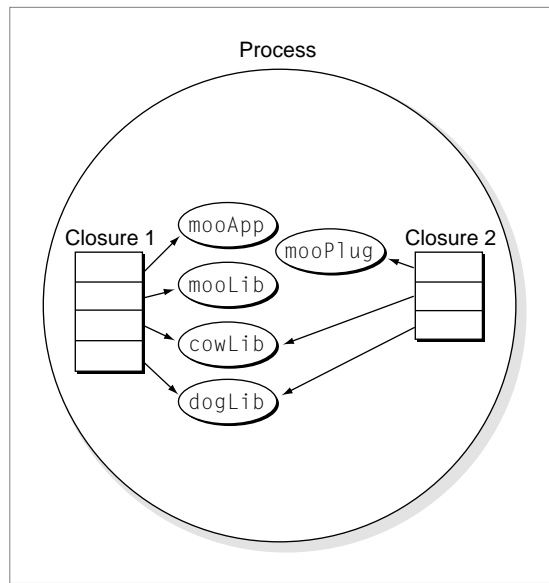 Process
mooApp
Closure 1
Closure 2
mooPlug
mooLib
cowLib
dogLib